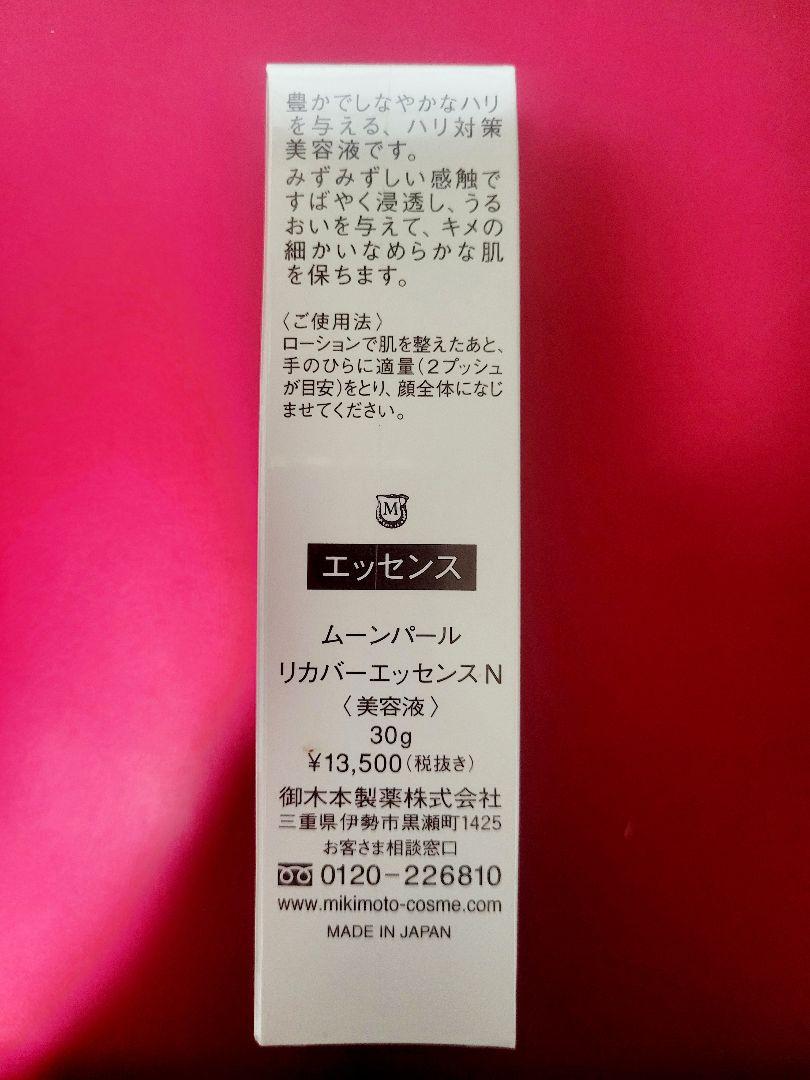 豊かでしなやかなハリ
を与える、ハリ対策
美容液です。
みずみずしい感触で
すばやく浸透し、うる
おいを与えて、キメの
細かいなめらかな肌
を保ちます。
〈ご使用法〉
ローションで肌を整えたあと、
手のひらに適量(2プッシュ
が目安)をとり、顔全体になじ
ませてください。
M
エッセンス
ムーンパール
リカバーエッセンスN
〈美容液〉
30g
¥13,500(税抜き)
御木本製薬株式会社
三重県伊勢市黒瀬町1425
お客さま相談窓口
0120-226810
www.mikimoto-cosme.com
MADE IN JAPAN